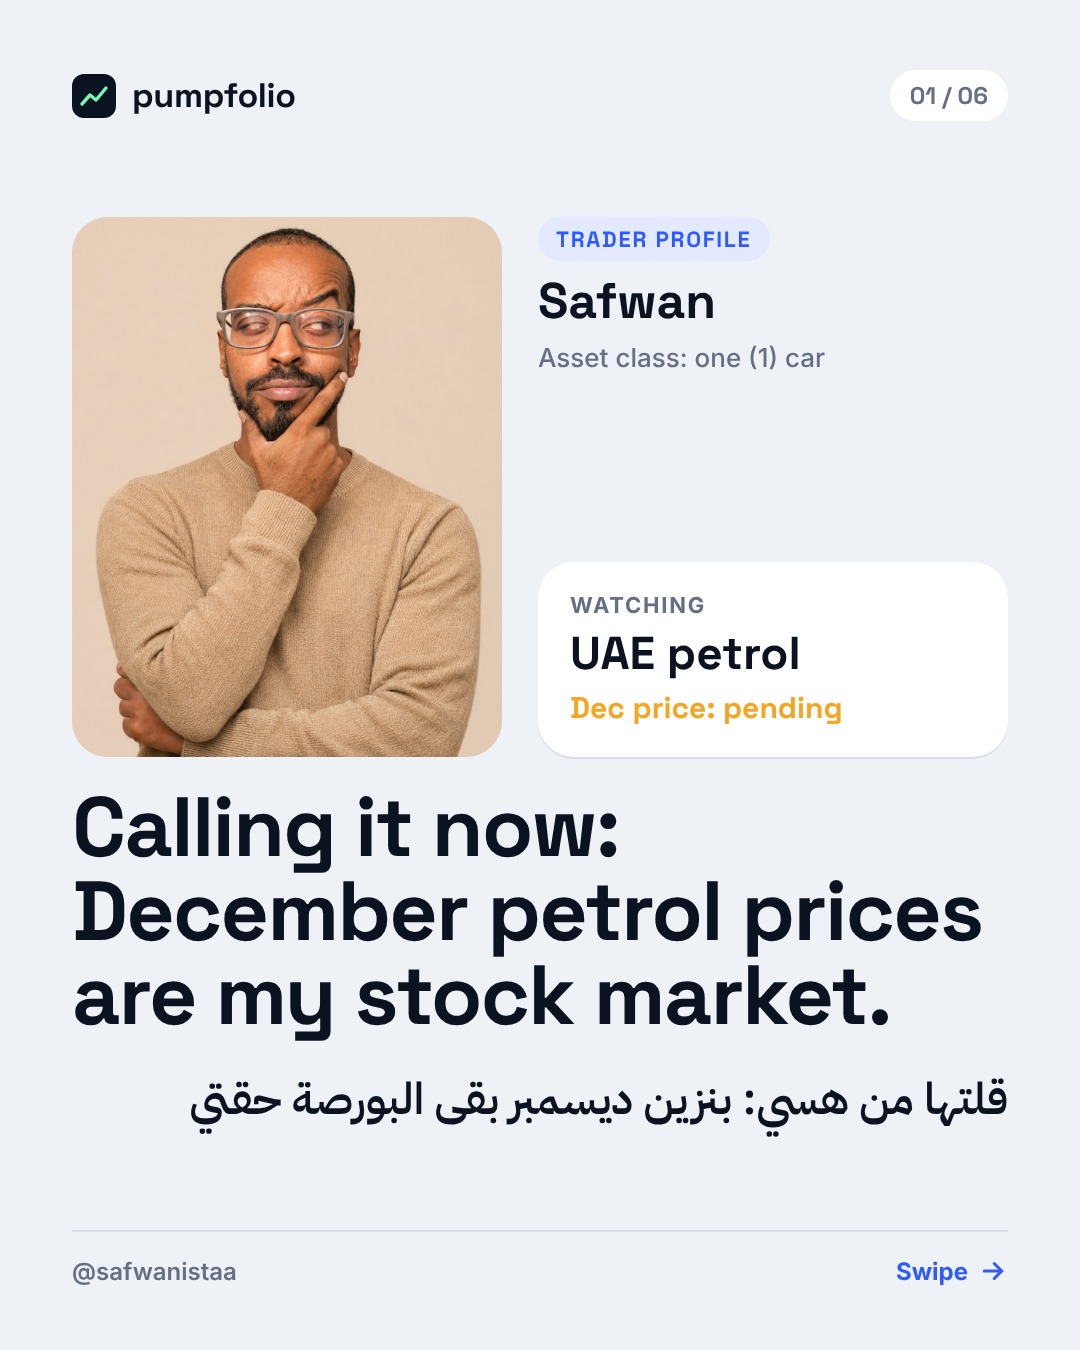 pumpfolio
01 / 06
TRADER PROFILE
Safwan
Asset class: one (1) car
WATCHING
UAE petrol
Dec price: pending
Calling it now:
December petrol prices
are my stock market.
قلتها من هسي: بنزين ديسمبر بقى البورصة حقتي
@safwanistaa
Swipe →